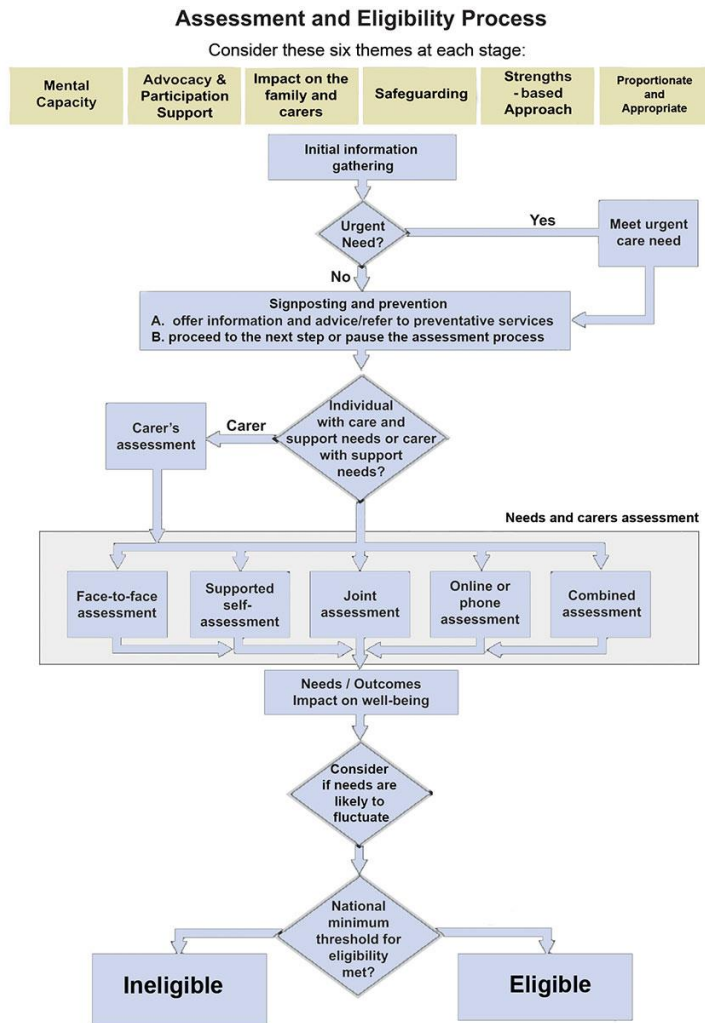 Assessment and Eligibility Process
Consider these six themes at each stage:
Mental
Capacity
Advocacy &
Participation
Support
Impact on the
family and
carers
Safeguarding
Strengths
-based
Approach
Proportionate
and
Appropriate
Initial information
gathering
Urgent
Need?
Yes
Meet urgent
care need
No
Signposting and prevention
A. offer information and advice/refer to preventative services
B. proceed to the next step or pause the assessment process
Individual
with care and
support needs or carer
with support
needs?
Carer
Carer's
assessment
Needs and carers assessment
Face-to-face
assessment
Supported
self-
assessment
Joint
assessment
Online or
phone
assessment
Combined
assessment
Needs / Outcomes
Impact on well-being
Consider
if needs are
likely to
fluctuate
National
minimum
threshold for
eligibility
met?
Ineligible
Eligible